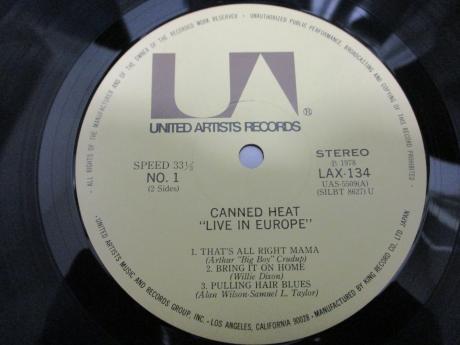 ALL RIGHTS OF THE MANUFACTURER AND OF THE OWNER OF THE RECORDED WORK RESERVED • UNAUTHORIZED PUBLIC PERFORMANCE, BROADCASTING AND COPYING OF THIS RECORD PROHIBITED
UA
®
UNITED ARTISTS RECORDS
SPEED 33⅓
NO. 1
(2 Sides)
STEREO
℗ 1978
LAX-134
UAS-5509(A)
(SILBT 8627) U
CANNED HEAT
"LIVE IN EUROPE"
1. THAT'S ALL RIGHT MAMA
(Arthur "Big Boy" Crudup)
2. BRING IT ON HOME
(Willie Dixon)
3. PULLING HAIR BLUES
(Alan Wilson-Samuel L. Taylor)
• UNITED ARTISTS MUSIC AND RECORDS GROUP, INC. • LOS ANGELES, CALIFORNIA 90028 • MANUFACTURED BY KING RECORD CO. LTD JAPAN